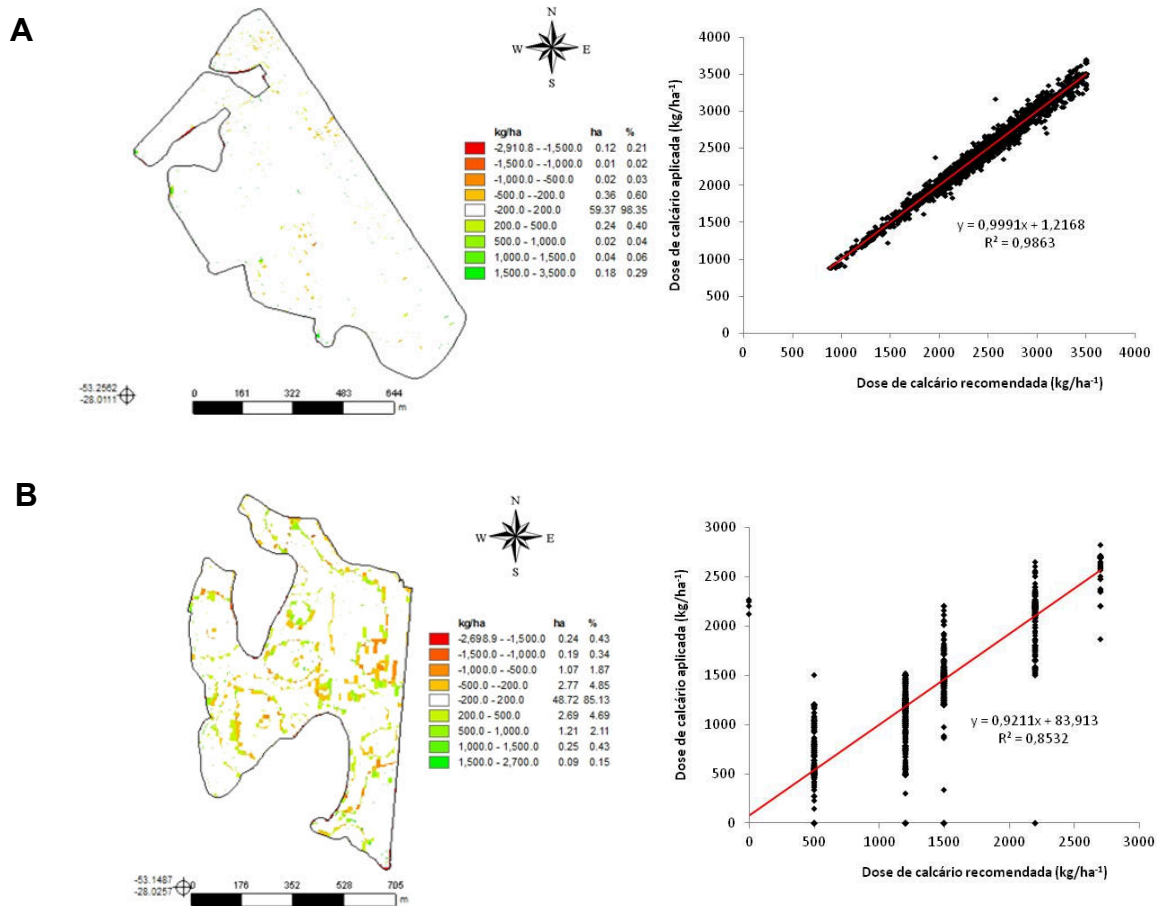 A
N
W E
S
kg/ha ha %
-2,910.8 - -1,500.0 0.12 0.21
-1,500.0 - -1,000.0 0.01 0.02
-1,000.0 - -500.0 0.02 0.03
-500.0 - -200.0 0.36 0.60
-200.0 - 200.0 59.37 98.35
200.0 - 500.0 0.24 0.40
500.0 - 1,000.0 0.02 0.04
1,000.0 - 1,500.0 0.04 0.06
1,500.0 - 3,500.0 0.18 0.29
-53.2562
-28.0111
0 161 322 483 644
m
Dose de calcário aplicada (kg/ha⁻¹)
4000
3500
3000
2500
2000
1500
1000
500
0
y = 0,9991x + 1,2168
R² = 0,9863
0 500 1000 1500 2000 2500 3000 3500 4000
Dose de calcário recomendada (kg/ha⁻¹)
B
N
W E
S
kg/ha ha %
-2,698.9 - -1,500.0 0.24 0.43
-1,500.0 - -1,000.0 0.19 0.34
-1,000.0 - -500.0 1.07 1.87
-500.0 - -200.0 2.77 4.85
-200.0 - 200.0 48.72 85.13
200.0 - 500.0 2.69 4.69
500.0 - 1,000.0 1.21 2.11
1,000.0 - 1,500.0 0.25 0.43
1,500.0 - 2,700.0 0.09 0.15
-53.1487
-28.0257
0 176 352 528 705
m
Dose de calcário aplicada (kg/ha⁻¹)
3000
2500
2000
1500
1000
500
0
y = 0,9211x + 83,913
R² = 0,8532
0 500 1000 1500 2000 2500 3000
Dose de calcário recomendada (kg/ha⁻¹)